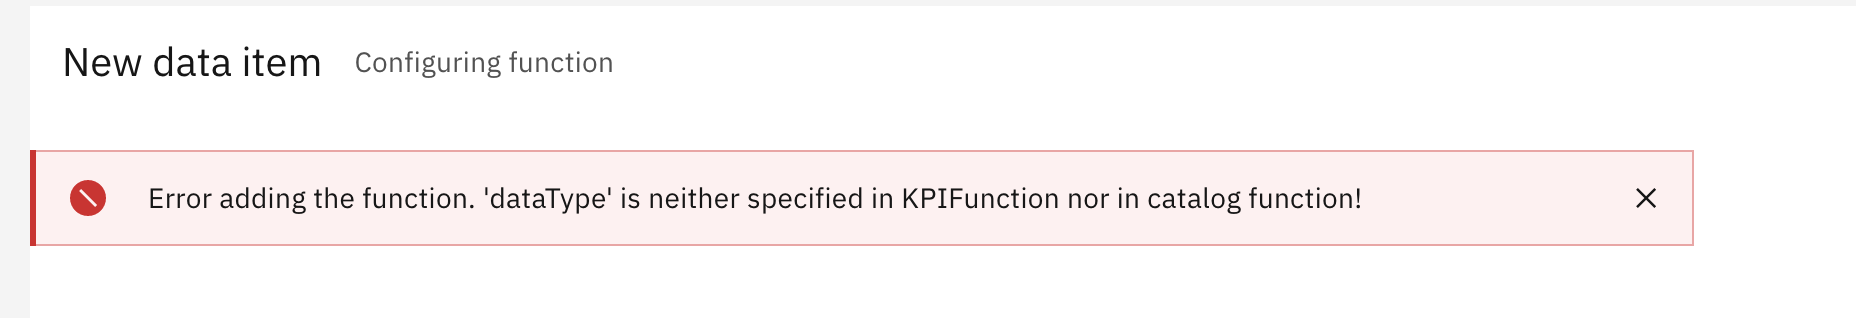 New data item Configuring function
Error adding the function. 'dataType' is neither specified in KPIFunction nor in catalog function!